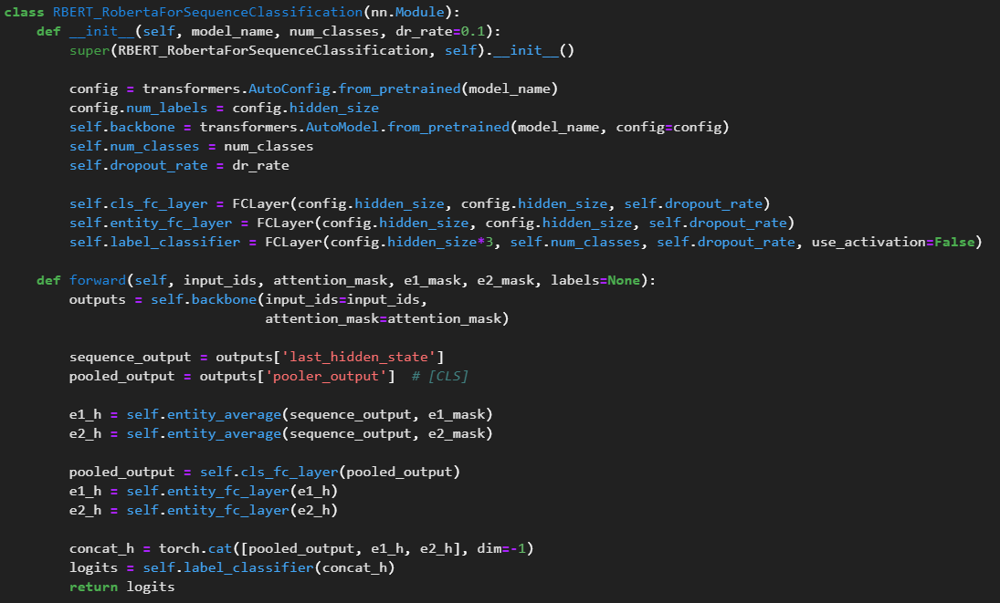 class RBERT_RobertaForSequenceClassification(nn.Module):
    def __init__(self, model_name, num_classes, dr_rate=0.1):
        super(RBERT_RobertaForSequenceClassification, self).__init__()

        config = transformers.AutoConfig.from_pretrained(model_name)
        config.num_labels = config.hidden_size
        self.backbone = transformers.AutoModel.from_pretrained(model_name, config=config)
        self.num_classes = num_classes
        self.dropout_rate = dr_rate

        self.cls_fc_layer = FCLayer(config.hidden_size, config.hidden_size, self.dropout_rate)
        self.entity_fc_layer = FCLayer(config.hidden_size, config.hidden_size, self.dropout_rate)
        self.label_classifier = FCLayer(config.hidden_size*3, self.num_classes, self.dropout_rate, use_activation=False)

    def forward(self, input_ids, attention_mask, e1_mask, e2_mask, labels=None):
        outputs = self.backbone(input_ids=input_ids,
                                attention_mask=attention_mask)

        sequence_output = outputs['last_hidden_state']
        pooled_output = outputs['pooler_output']  # [CLS]

        e1_h = self.entity_average(sequence_output, e1_mask)
        e2_h = self.entity_average(sequence_output, e2_mask)

        pooled_output = self.cls_fc_layer(pooled_output)
        e1_h = self.entity_fc_layer(e1_h)
        e2_h = self.entity_fc_layer(e2_h)

        concat_h = torch.cat([pooled_output, e1_h, e2_h], dim=-1)
        logits = self.label_classifier(concat_h)
        return logits